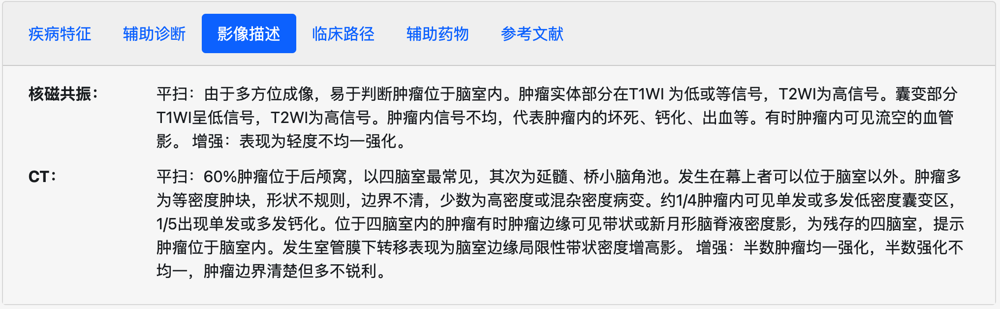 疾病特征 辅助诊断 影像描述 临床路径 辅助药物 参考文献
核磁共振： 平扫：由于多方位成像，易于判断肿瘤位于脑室内。肿瘤实体部分在T1WI 为低或等信号，T2WI为高信号。囊变部分
T1WI呈低信号，T2WI为高信号。肿瘤内信号不均，代表肿瘤内的坏死、钙化、出血等。有时肿瘤内可见流空的血管
影。 增强：表现为轻度不均一强化。
CT： 平扫：60%肿瘤位于后颅窝，以四脑室最常见，其次为延髓、桥小脑角池。发生在幕上者可以位于脑室以外。肿瘤多
为等密度肿块，形状不规则，边界不清，少数为高密度或混杂密度病变。约1/4肿瘤内可见单发或多发低密度囊变区，
1/5出现单发或多发钙化。位于四脑室内的肿瘤有时肿瘤边缘可见带状或新月形脑脊液密度影，为残存的四脑室，提示
肿瘤位于脑室内。发生室管膜下转移表现为脑室边缘局限性带状密度增高影。 增强：半数肿瘤均一强化，半数强化不
均一，肿瘤边界清楚但多不锐利。